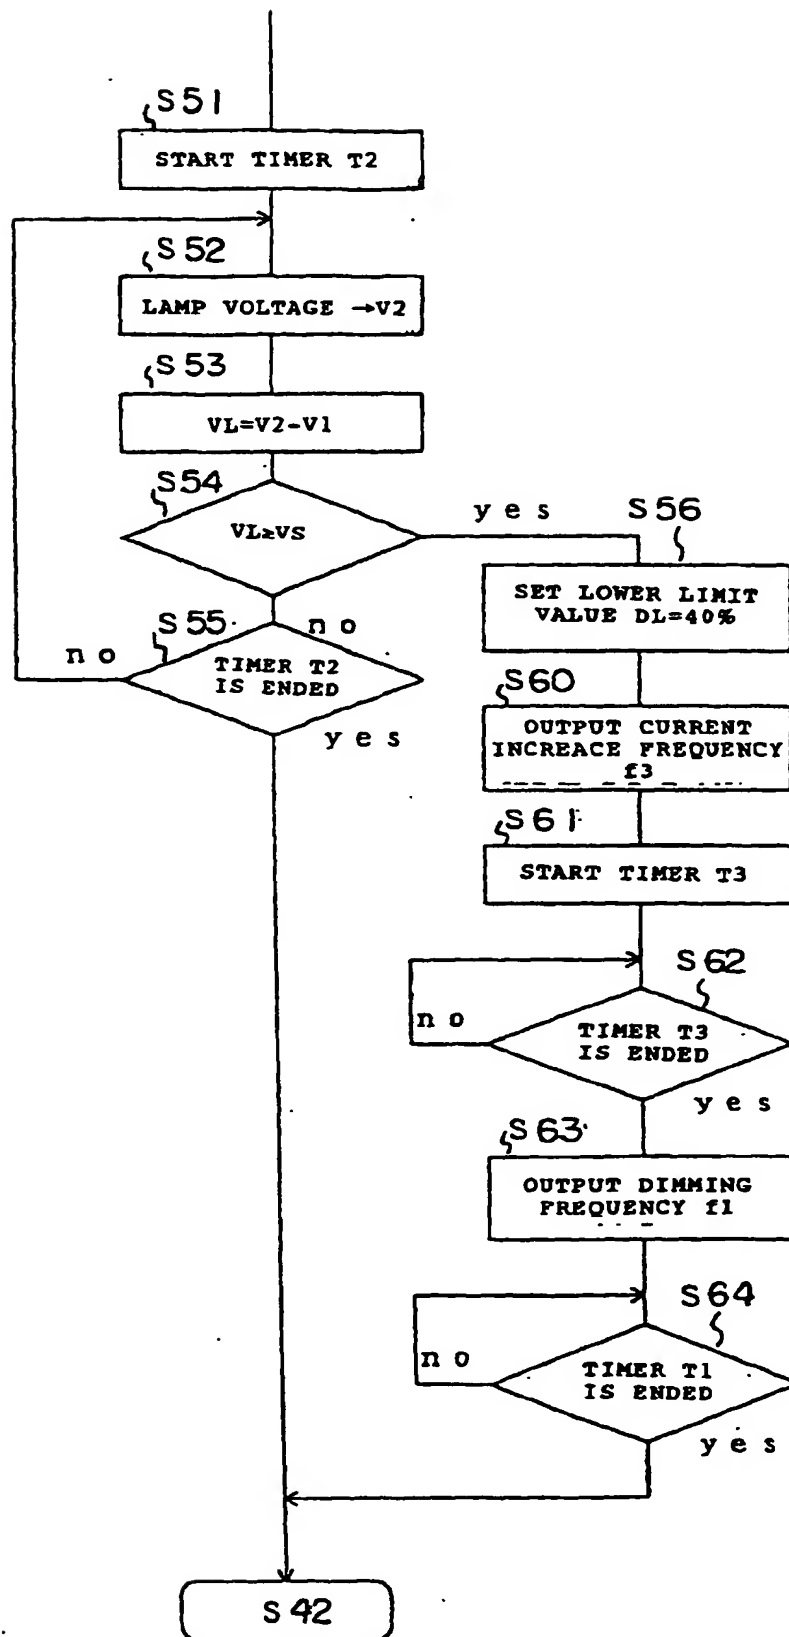 S51
START TIMER T2
S52
LAMP VOLTAGE →V2
S53
VL=V2-V1
S54
VL≥VS
yes
no
S55
TIMER T2
IS ENDED
no
yes
S56
SET LOWER LIMIT
VALUE DL=40%
S60
OUTPUT CURRENT
INCREACE FREQUENCY
f3
S61
START TIMER T3
S62
TIMER T3
IS ENDED
no
yes
S63
OUTPUT DIMMING
FREQUENCY f1
S64
TIMER T1
IS ENDED
no
yes
S42